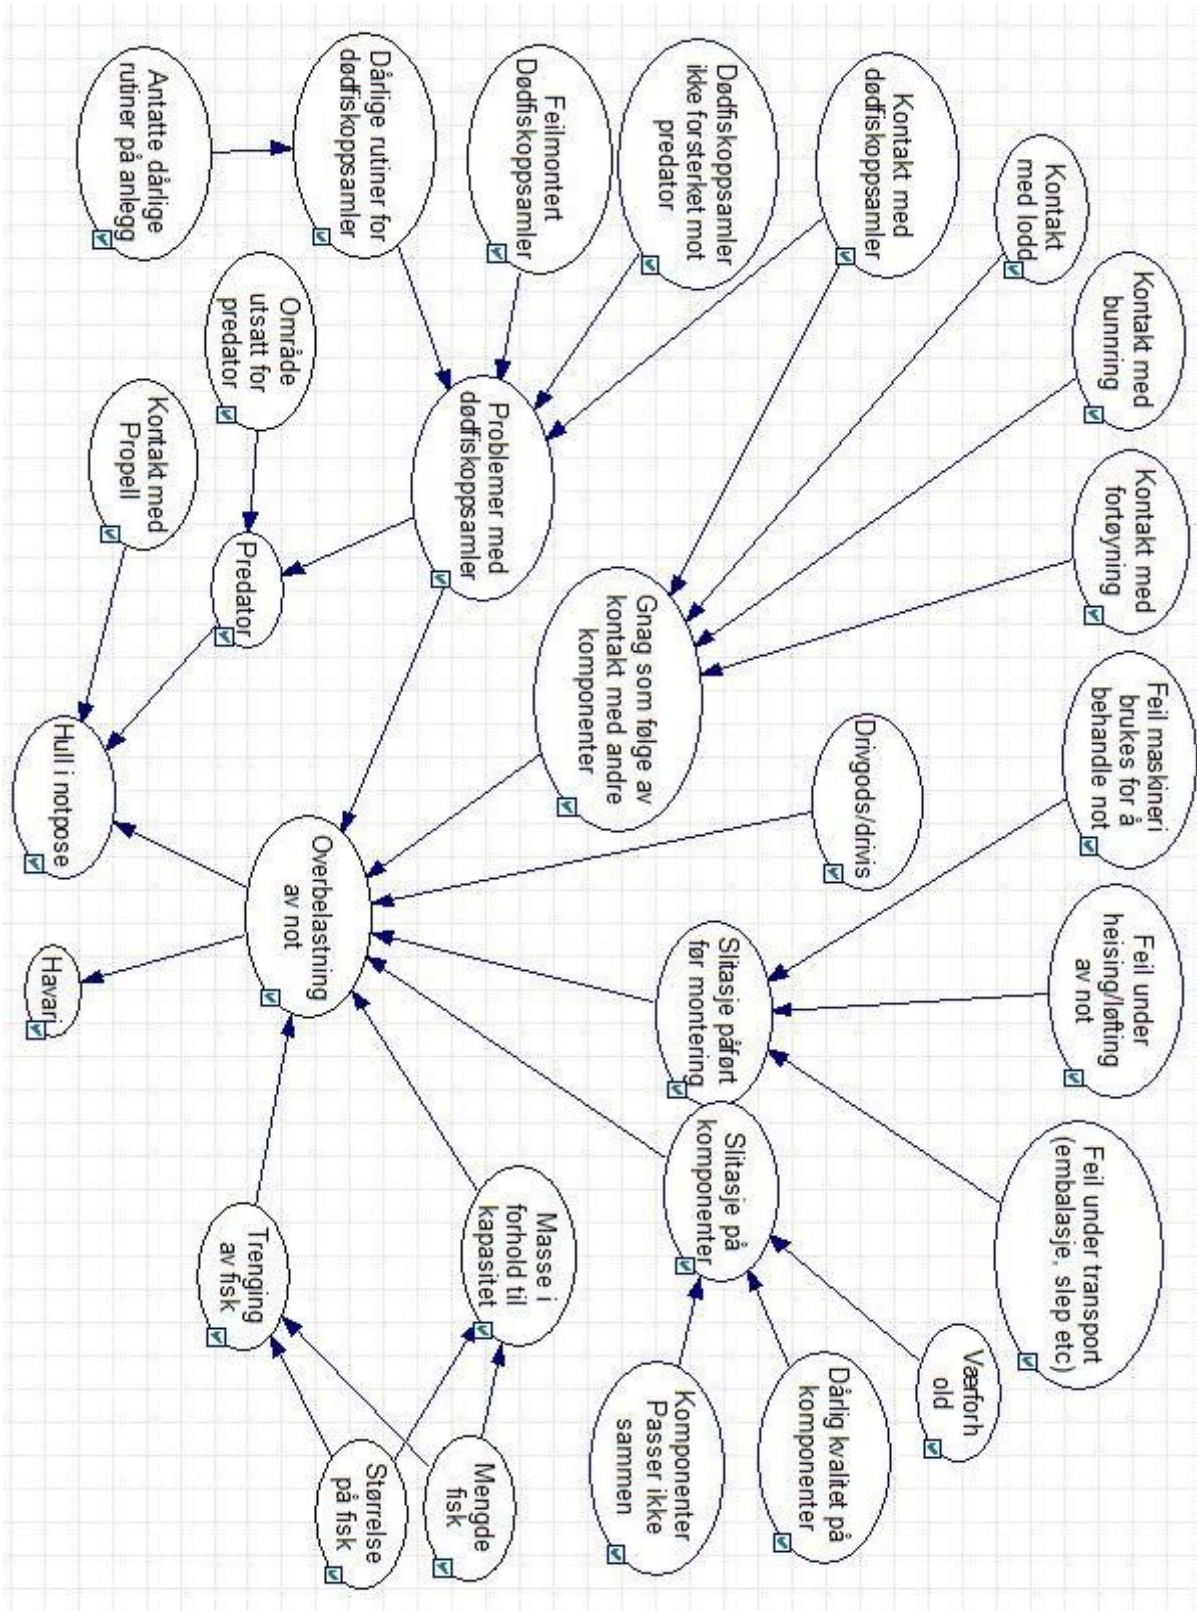 Kontakt med
bunnring
Kontakt med
fortøyning
Feil maskineri
brukes for å
behandle not
Feil under
heising/løfting
av not
Feil under transport
(embalasje, slep etc)
Kontakt
med lodd
Værforh
old
Kontakt med
dødfiskoppsamler
Drivgods/drivis
Dårlig kvalitet på
komponenter
Dødfiskoppsamler
ikke forsterket mot
predator
Slitasje påført
før montering
Slitasje på
komponenter
Komponenter
Passer ikke
sammen
Feilmontert
Dødfiskoppsamler
Gnag som følge av
kontakt med andre
komponenter
Masse i
forhold til
kapasitet
Problemer med
dødfiskoppsamler
Mengde
fisk
Dårlige rutiner for
dødfiskoppsamler
Størrelse
på fisk
Overbelastning
av not
Område
utsatt for
predator
Predator
Trenging
av fisk
Antatte dårlige
rutiner på anlegg
Kontakt med
Propell
Hull i notpose
Havari